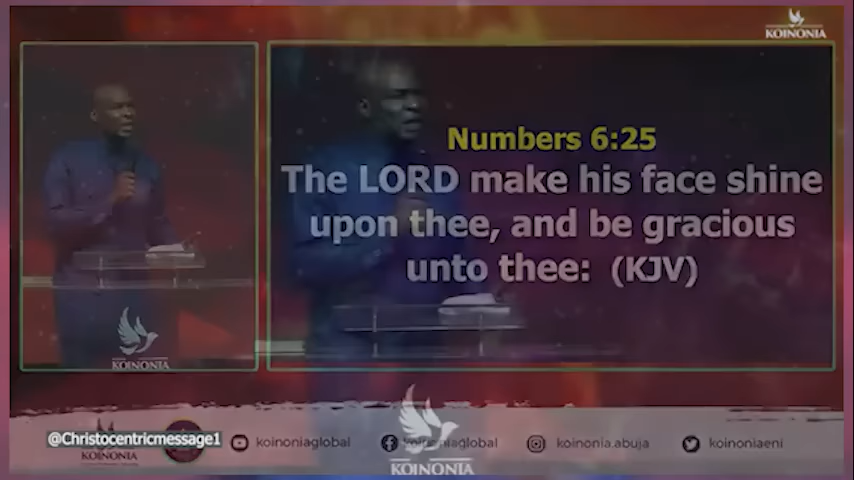 KOINONIA
Numbers 6:25
The LORD make his face shine
upon thee, and be gracious
unto thee: (KJV)
KOINONIA
@Christocentricmessage1
KOINONIA
koinoniaglobal
koinoniaglobal
koinonia.abuja
koinoniaeni
KOINONIA